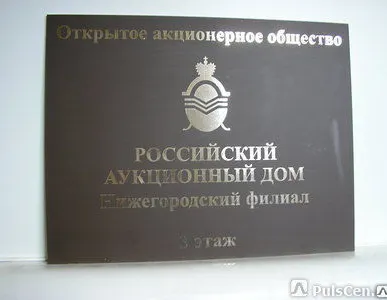 Открытое акционерное общество
РОССИЙСКИЙ
АУКЦИОННЫЙ ДОМ
Нижегородский филиал
3 этаж
PulsCen.ru